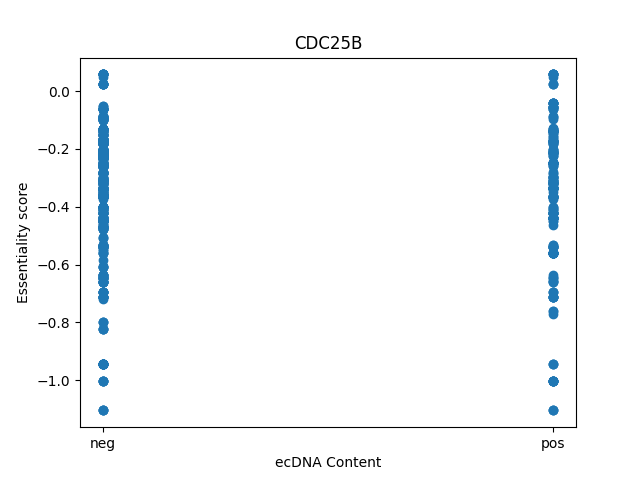 CDC25B
Essentiality score
0.0
−0.2
−0.4
−0.6
−0.8
−1.0
neg
pos
ecDNA Content